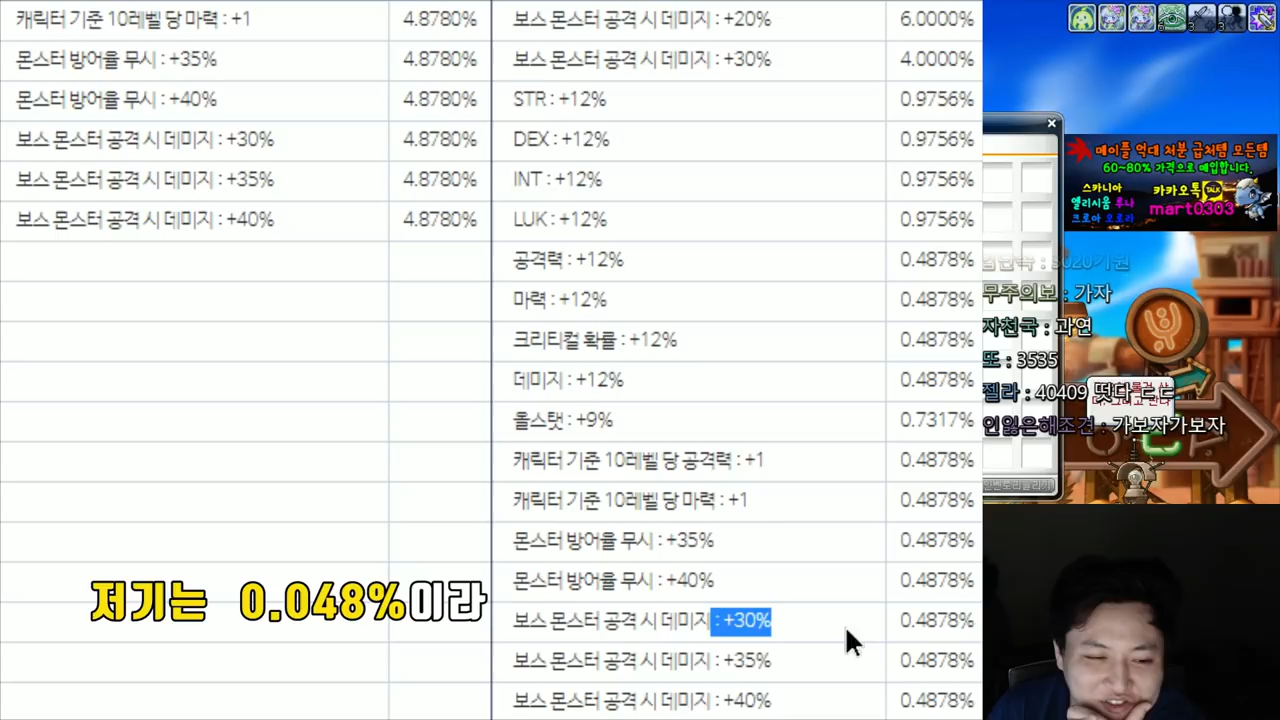 캐릭터 기준 10레벨 당 마력 : +1 4.8780%
몬스터 방어율 무시 : +35% 4.8780%
몬스터 방어율 무시 : +40% 4.8780%
보스 몬스터 공격 시 데미지 : +30% 4.8780%
보스 몬스터 공격 시 데미지 : +35% 4.8780%
보스 몬스터 공격 시 데미지 : +40% 4.8780%
저기는 0.048%이라
보스 몬스터 공격 시 데미지 : +20% 6.0000%
보스 몬스터 공격 시 데미지 : +30% 4.0000%
STR : +12% 0.9756%
DEX : +12% 0.9756%
INT : +12% 0.9756%
LUK : +12% 0.9756%
공격력 : +12% 0.4878%
마력 : +12% 0.4878%
크리티컬 확률 : +12% 0.4878%
데미지 : +12% 0.4878%
올스탯 : +9% 0.7317%
캐릭터 기준 10레벨 당 공격력 : +1 0.4878%
캐릭터 기준 10레벨 당 마력 : +1 0.4878%
몬스터 방어율 무시 : +35% 0.4878%
몬스터 방어율 무시 : +40% 0.4878%
보스 몬스터 공격 시 데미지 : +30% 0.4878%
보스 몬스터 공격 시 데미지 : +35% 0.4878%
보스 몬스터 공격 시 데미지 : +40% 0.4878%
메이플 억대 처분 급처템 모든템
60~80% 가격으로 매입합니다.
스카니아
엘리시움 루나
크로아 오로라
카카오톡 TALK
mart0303
: 3020기원
무주의보 : 가자
자천국 : 과연
또 : 3535
젤라 : 40409 떳다 ㄷㄷ
인잃은해조견 : 가보자가보자